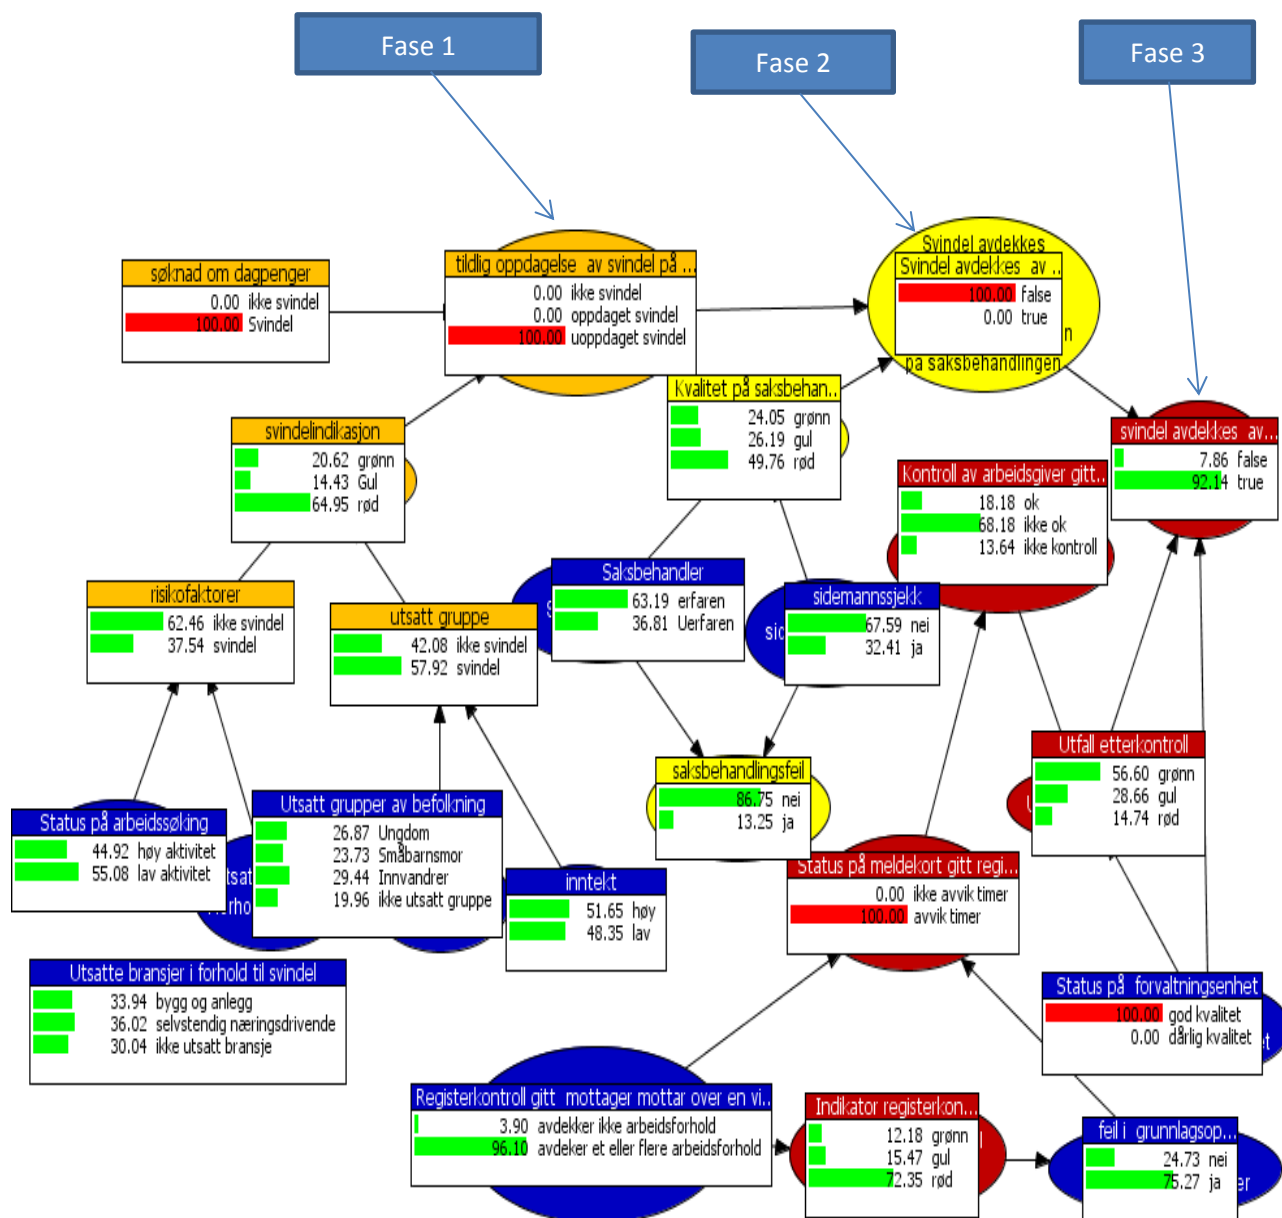 Fase 1
Fase 2
Fase 3
Svindel avdekkes
søknad om dagpenger
0.00 ikke svindel
100.00 Svindel
tildlig oppdagelse av svindel på ...
0.00 ikke svindel
0.00 oppdaget svindel
100.00 uoppdaget svindel
Svindel avdekkes av ..
100.00 false
0.00 true
n
på saksbehandlingen
Kvalitet på saksbehan..
24.05 grønn
26.19 gul
49.76 rød
svindelindikasjon
20.62 grønn
14.43 Gul
64.95 rød
svindel avdekkes av...
7.86 false
92.14 true
Kontroll av arbeidsgiver gitt..
18.18 ok
68.18 ikke ok
13.64 ikke kontroll
risikofaktorer
62.46 ikke svindel
37.54 svindel
utsatt gruppe
42.08 ikke svindel
57.92 svindel
S
Saksbehandler
63.19 erfaren
36.81 Uerfaren
sid
sidemannssjekk
67.59 nei
32.41 ja
saksbehandlingsfeil
86.75 nei
13.25 ja
U
Utfall etterkontroll
56.60 grønn
28.66 gul
14.74 rød
Status på arbeidssøking
44.92 høy aktivitet
55.08 lav aktivitet
Utsatt grupper av befolkning
26.87 Ungdom
23.73 Småbarnsmor
29.44 Innvandrer
19.96 ikke utsatt gruppe
inntekt
51.65 høy
48.35 lav
Status på meldekort gitt regi...
0.00 ikke avvik timer
100.00 avvik timer
Utsatte bransjer i forhold til svindel
33.94 bygg og anlegg
36.02 selvstendig næringsdrivende
30.04 ikke utsatt bransje
Status på forvaltningsenhet
100.00 god kvalitet
0.00 dårlig kvalitet
et
Registerkontroll gitt mottager mottar over en vi..
3.90 avdekker ikke arbeidsforhold
96.10 avdeker et eller flere arbeidsforhold
Indikator registerkon...
12.18 grønn
15.47 gul
72.35 rød
l
feil i grunnlagsop...
24.73 nei
75.27 ja
er